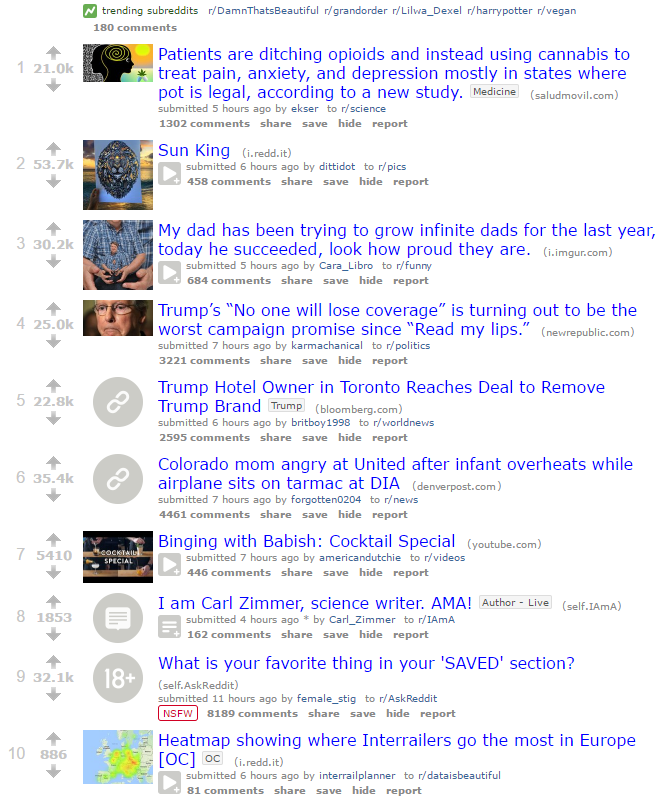 trending subreddits r/DamnThatsBeautiful r/grandorder r/Lilwa_Dexel r/harrypotter r/vegan
180 comments
1 21.0k Patients are ditching opioids and instead using cannabis to
treat pain, anxiety, and depression mostly in states where
pot is legal, according to a new study. Medicine (saludmovil.com)
submitted 5 hours ago by ekser to r/science
1302 comments share save hide report
2 53.7k Sun King (i.redd.it)
submitted 6 hours ago by dittidot to r/pics
458 comments share save hide report
3 30.2k My dad has been trying to grow infinite dads for the last year,
today he succeeded, look how proud they are. (i.imgur.com)
submitted 5 hours ago by Cara_Libro to r/funny
684 comments share save hide report
4 25.0k Trump's “No one will lose coverage” is turning out to be the
worst campaign promise since “Read my lips.” (newrepublic.com)
submitted 7 hours ago by karmachanical to r/politics
3221 comments share save hide report
5 22.8k Trump Hotel Owner in Toronto Reaches Deal to Remove
Trump Brand Trump (bloomberg.com)
submitted 6 hours ago by britboy1998 to r/worldnews
2595 comments share save hide report
6 35.4k Colorado mom angry at United after infant overheats while
airplane sits on tarmac at DIA (denverpost.com)
submitted 7 hours ago by forgotten0204 to r/news
4461 comments share save hide report
7 5410 COCKTAIL SPECIAL Binging with Babish: Cocktail Special (youtube.com)
submitted 7 hours ago by americandutchie to r/videos
446 comments share save hide report
8 1853 I am Carl Zimmer, science writer. AMA! Author - Live (self.IAmA)
submitted 4 hours ago * by Carl_Zimmer to r/IAmA
162 comments share save hide report
9 32.1k 18+ What is your favorite thing in your 'SAVED' section?
(self.AskReddit)
submitted 11 hours ago by female_stig to r/AskReddit
NSFW 8189 comments share save hide report
10 886 Heatmap showing where Interrailers go the most in Europe
[OC] OC (i.redd.it)
submitted 6 hours ago by interrailplanner to r/dataisbeautiful
81 comments share save hide report